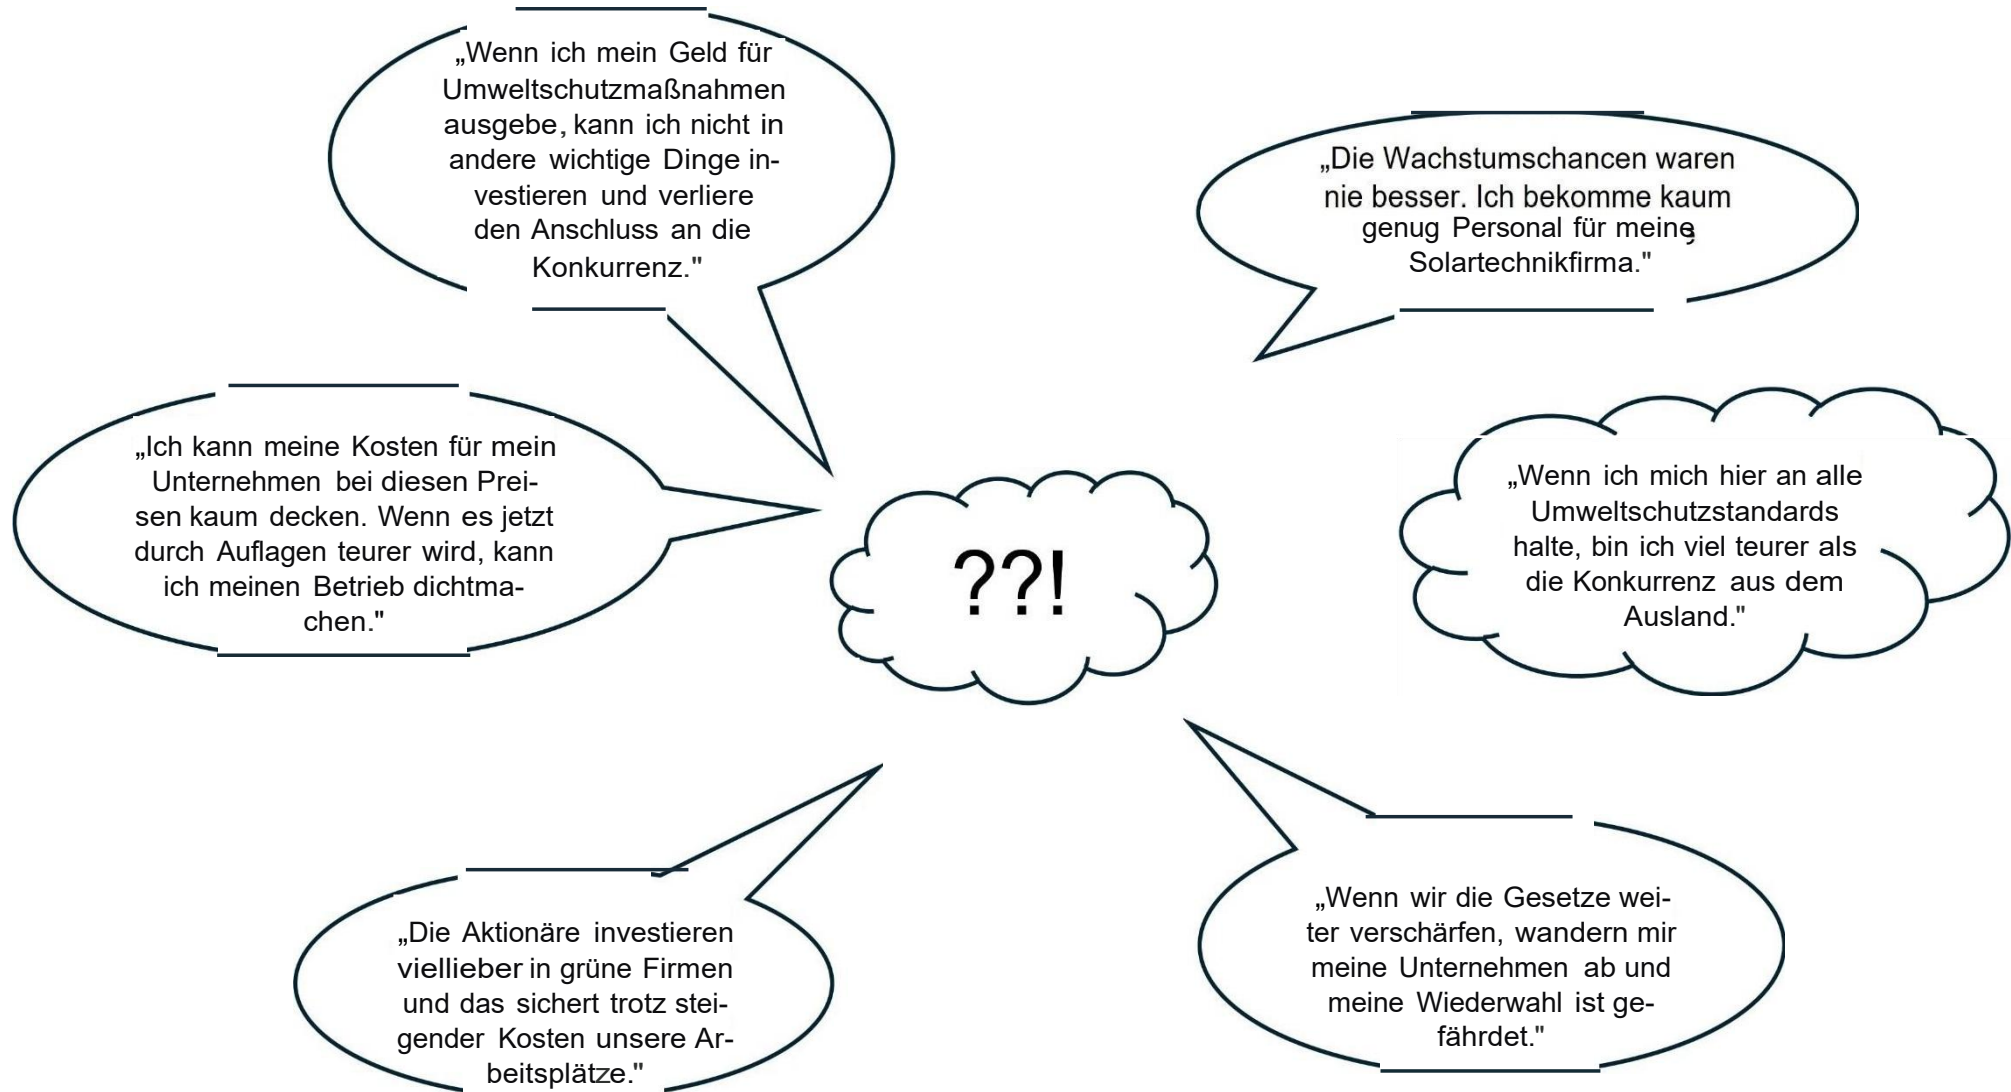 „Wenn ich mein Geld für
Umweltschutzmaßnahmen
ausgebe, kann ich nicht in
andere wichtige Dinge in-
vestieren und verliere
den Anschluss an die
Konkurrenz."
„Die Wachstumschancen waren
nie besser. Ich bekomme kaum
genug Personal für meine
Solartechnikfirma."
„Ich kann meine Kosten für mein
Unternehmen bei diesen Prei-
sen kaum decken. Wenn es jetzt
durch Auflagen teurer wird, kann
ich meinen Betrieb dichtma-
chen."
??!
„Wenn ich mich hier an alle
Umweltschutzstandards
halte, bin ich viel teurer als
die Konkurrenz aus dem
Ausland."
„Die Aktionäre investieren
viellieber in grüne Firmen
und das sichert trotz stei-
gender Kosten unsere Ar-
beitsplätze."
„Wenn wir die Gesetze wei-
ter verschärfen, wandern mir
meine Unternehmen ab und
meine Wiederwahl ist ge-
fährdet."